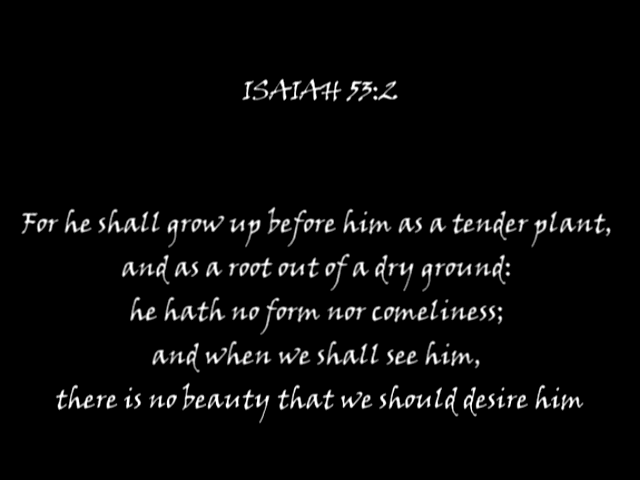 ISAIAH 53:2
For he shall grow up before him as a tender plant,
and as a root out of a dry ground:
he hath no form nor comeliness;
and when we shall see him,
there is no beauty that we should desire him